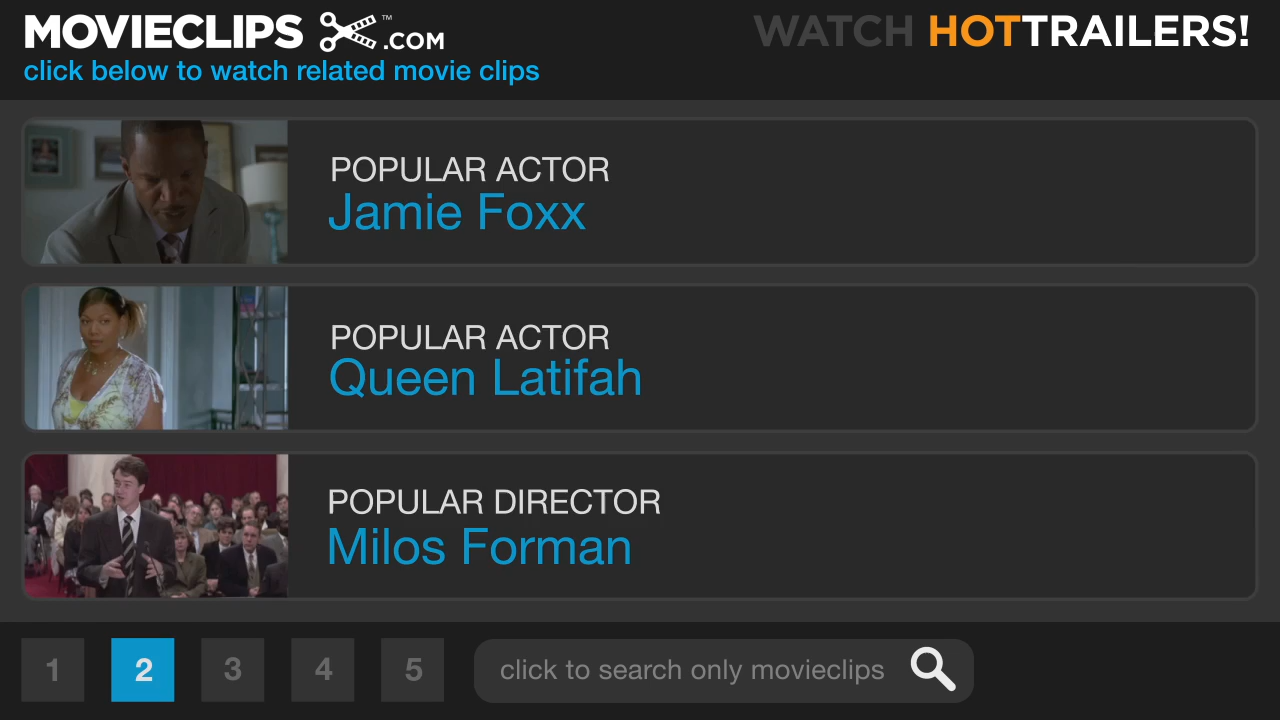 MOVIECLIPS ™ .COM
WATCH HOTTRAILERS!
click below to watch related movie clips
POPULAR ACTOR
Jamie Foxx
POPULAR ACTOR
Queen Latifah
POPULAR DIRECTOR
Milos Forman
1 2 3 4 5 click to search only movieclips